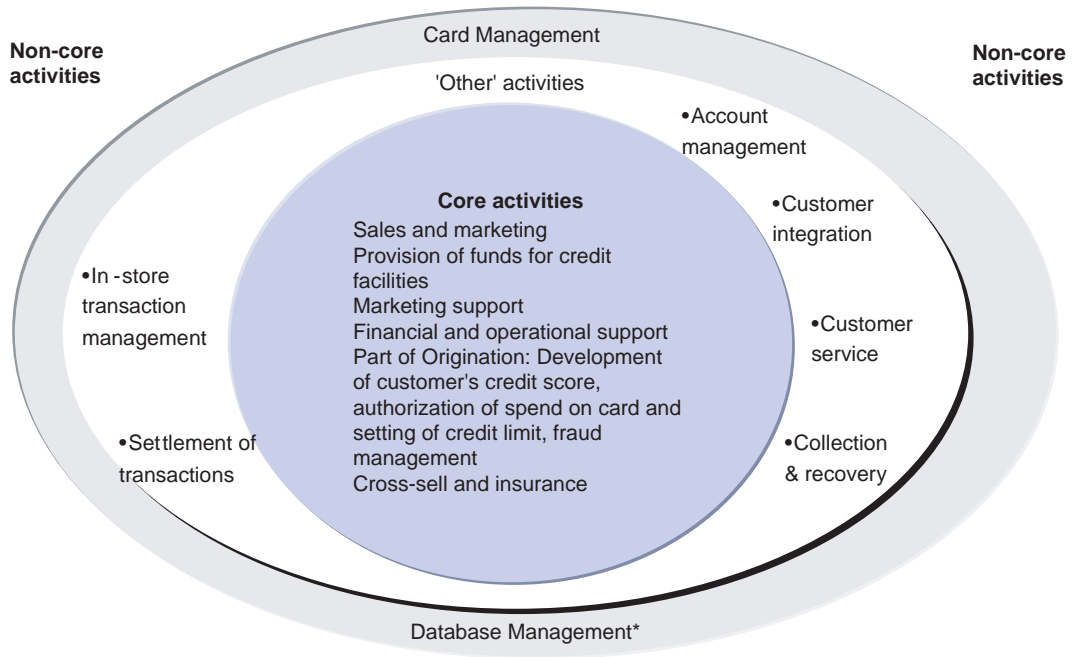 Card Management
Non-core
activities
Non-core
activities
'Other' activities
•Account
management
Core activities
Sales and marketing
Provision of funds for credit
facilities
Marketing support
Financial and operational support
Part of Origination: Development
of customer's credit score,
authorization of spend on card and
setting of credit limit, fraud
management
Cross-sell and insurance
•Customer
integration
•In -store
transaction
management
•Customer
service
•Settlement of
transactions
•Collection
& recovery
Database Management*